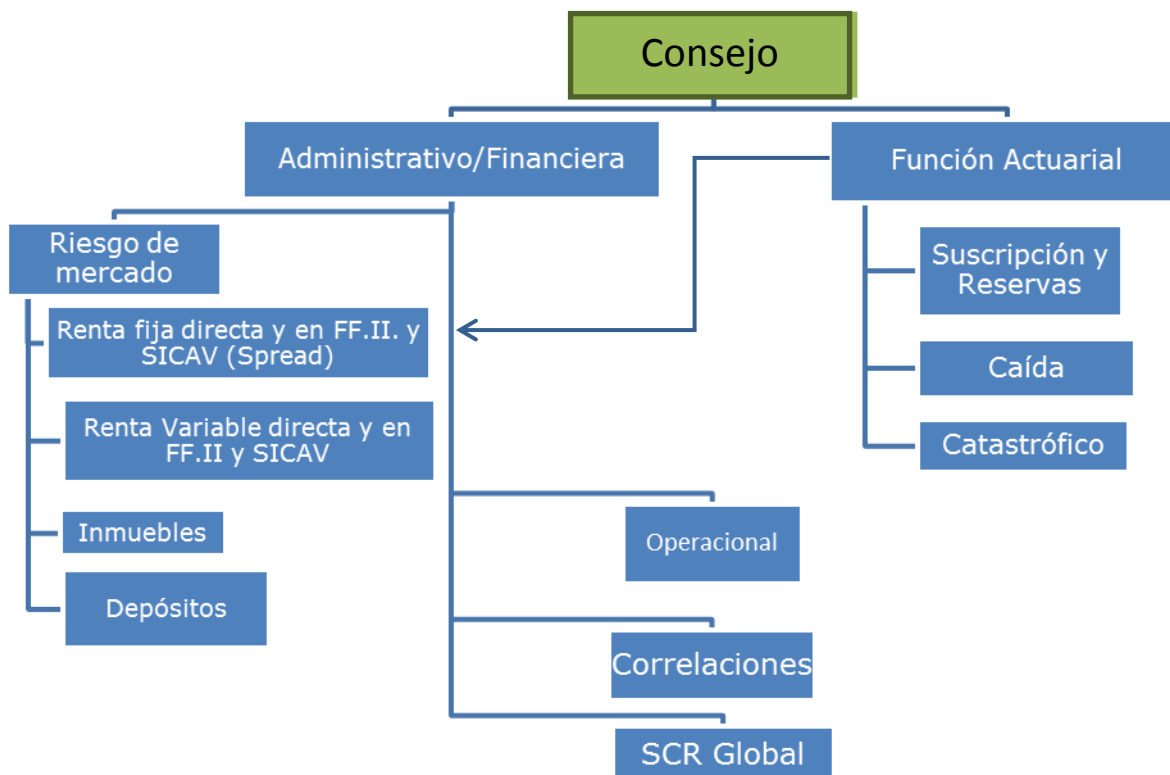 Consejo
Administrativo/Financiera
Función Actuarial
Riesgo de
mercado
Renta fija directa y en FF.II. y
SICAV (Spread)
Renta Variable directa y en
FF.II y SICAV
Inmuebles
Depósitos
Operacional
Correlaciones
SCR Global
Suscripción y
Reservas
Caída
Catastrófico